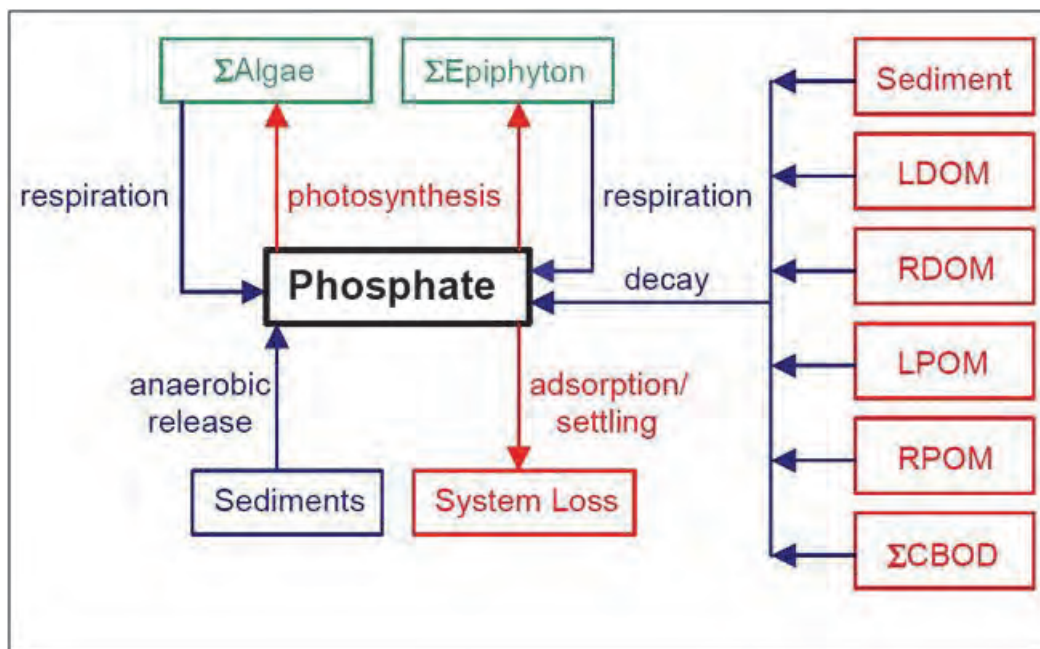 ΣAlgae
ΣEpiphyton
Sediment
LDOM
respiration
photosynthesis
respiration
RDOM
Phosphate
decay
LPOM
anaerobic
release
adsorption/
settling
RPOM
Sediments
System Loss
ΣCBOD